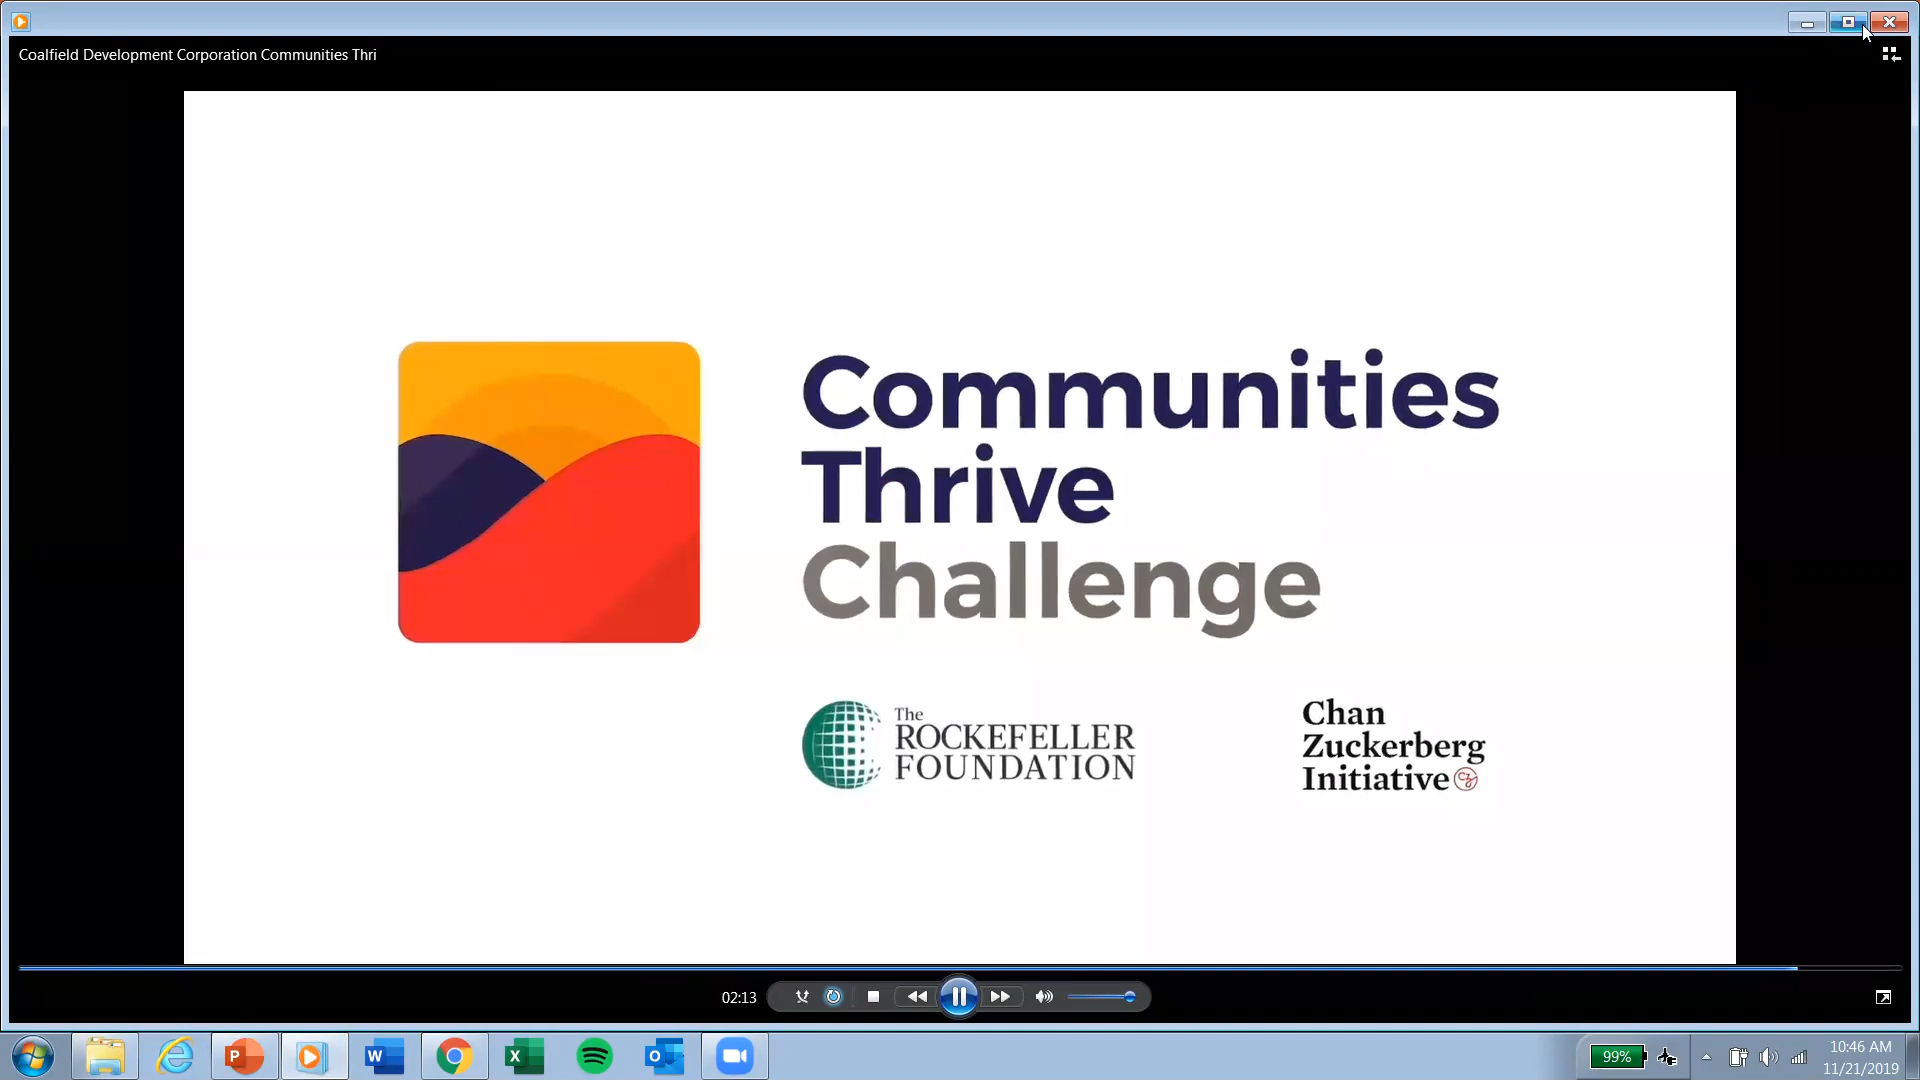 Coalfield Development Corporation Communities Thri
Communities
Thrive
Challenge
The
ROCKEFELLER
FOUNDATION
Chan
Zuckerberg
Initiative
02:13
99%
10:46 AM
11/21/2019